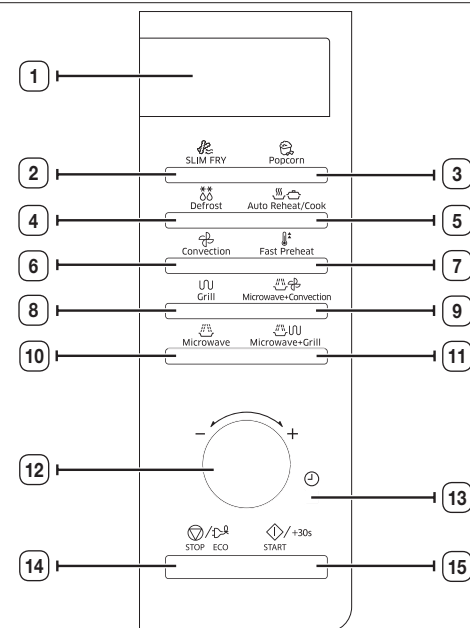 1
SLIM FRY Popcorn
2 3
Defrost Auto Reheat/Cook
4 5
Convection Fast Preheat
6 7
Grill Microwave+Convection
8 9
Microwave Microwave+Grill
10 11
− +
12
13
/ /+30s
STOP ECO START
14 15